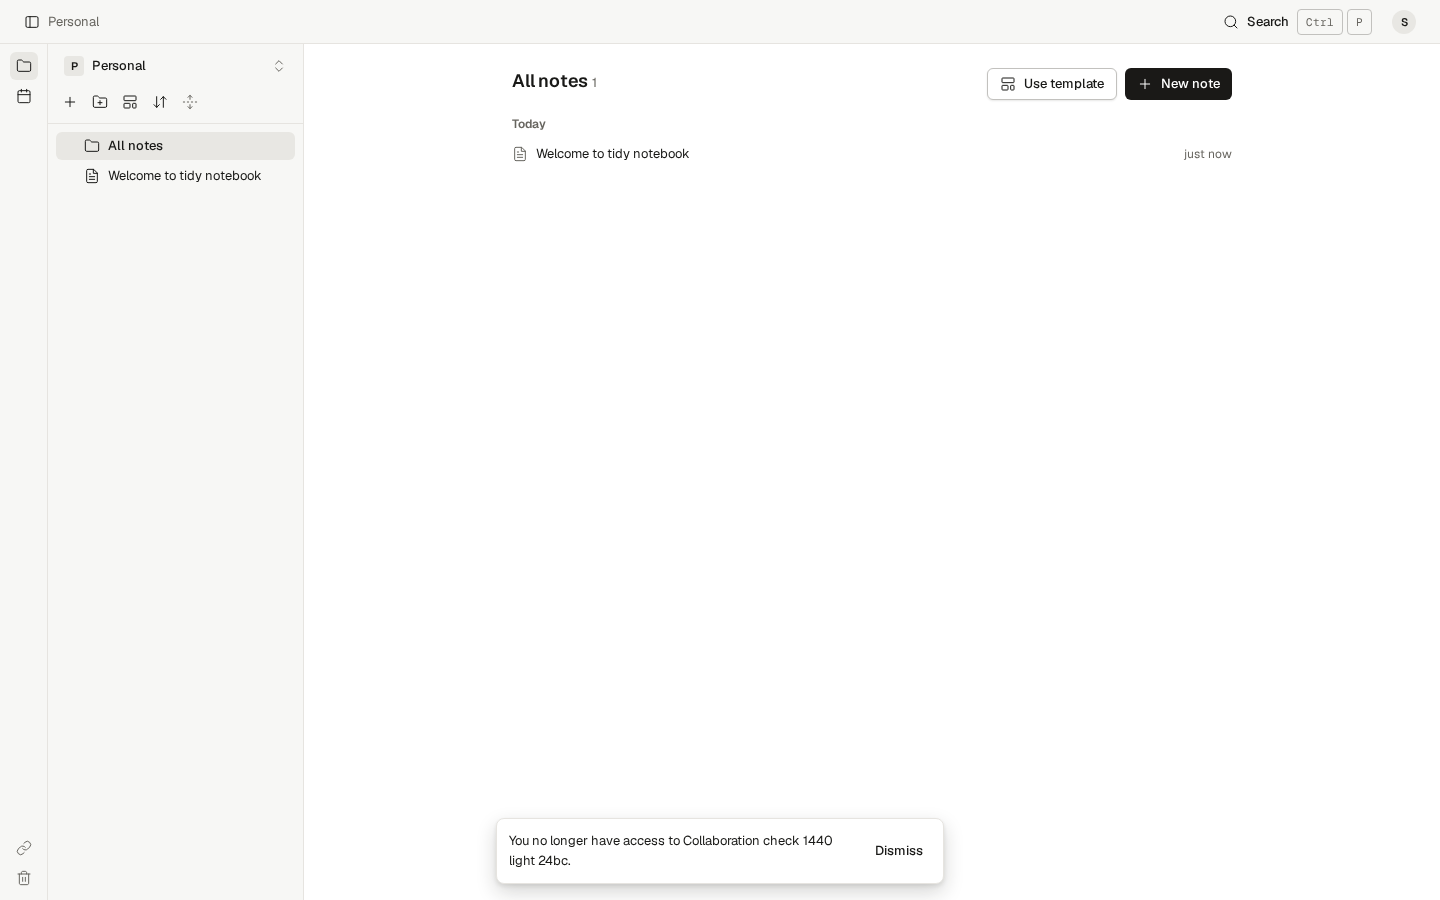 Personal
Search Ctrl P S
P Personal
All notes
Welcome to tidy notebook
All notes 1
Use template
New note
Today
Welcome to tidy notebook just now
You no longer have access to Collaboration check 1440
light 24bc.
Dismiss